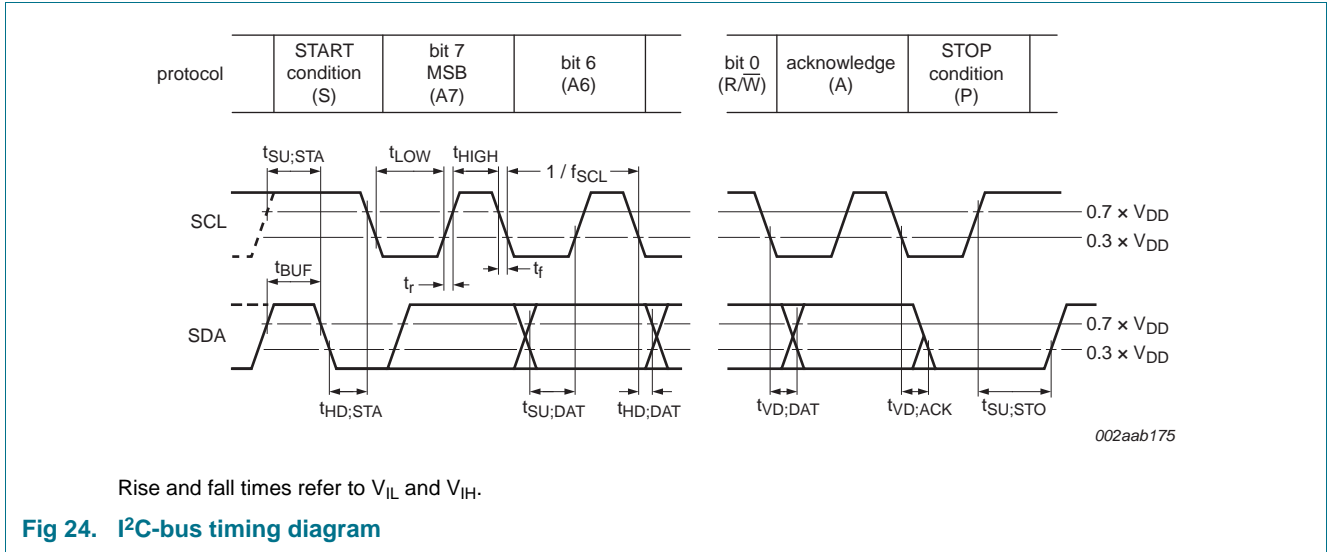 protocol
START
condition
(S)
bit 7
MSB
(A7)
bit 6
(A6)
bit 0
(R/W̅)
acknowledge
(A)
STOP
condition
(P)
tSU;STA
tLOW
tHIGH
1 / fSCL
SCL
0.7 × VDD
0.3 × VDD
tBUF
tr
tf
SDA
0.7 × VDD
0.3 × VDD
tHD;STA
tSU;DAT
tHD;DAT
tVD;DAT
tVD;ACK
tSU;STO
002aab175
Rise and fall times refer to VIL and VIH.
Fig 24. I²C-bus timing diagram